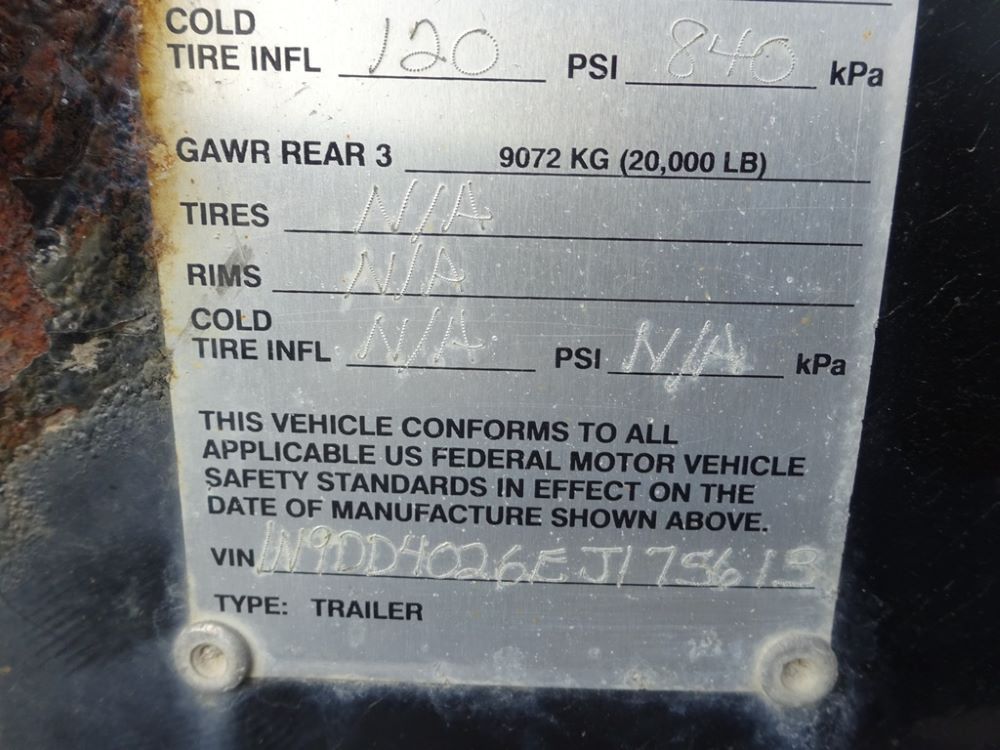 COLD
TIRE INFL 120 PSI 840 kPa
GAWR REAR 3 9072 KG (20,000 LB)
TIRES N/A
RIMS N/A
COLD
TIRE INFL N/A PSI N/A kPa
THIS VEHICLE CONFORMS TO ALL
APPLICABLE US FEDERAL MOTOR VEHICLE
SAFETY STANDARDS IN EFFECT ON THE
DATE OF MANUFACTURE SHOWN ABOVE.
VIN 1N9DD4026EJ175613
TYPE: TRAILER